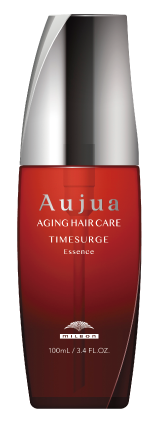 Aujua
AGING HAIR CARE
TIMESURGE
Essence
MILBON
100mL / 3.4 FL.OZ.